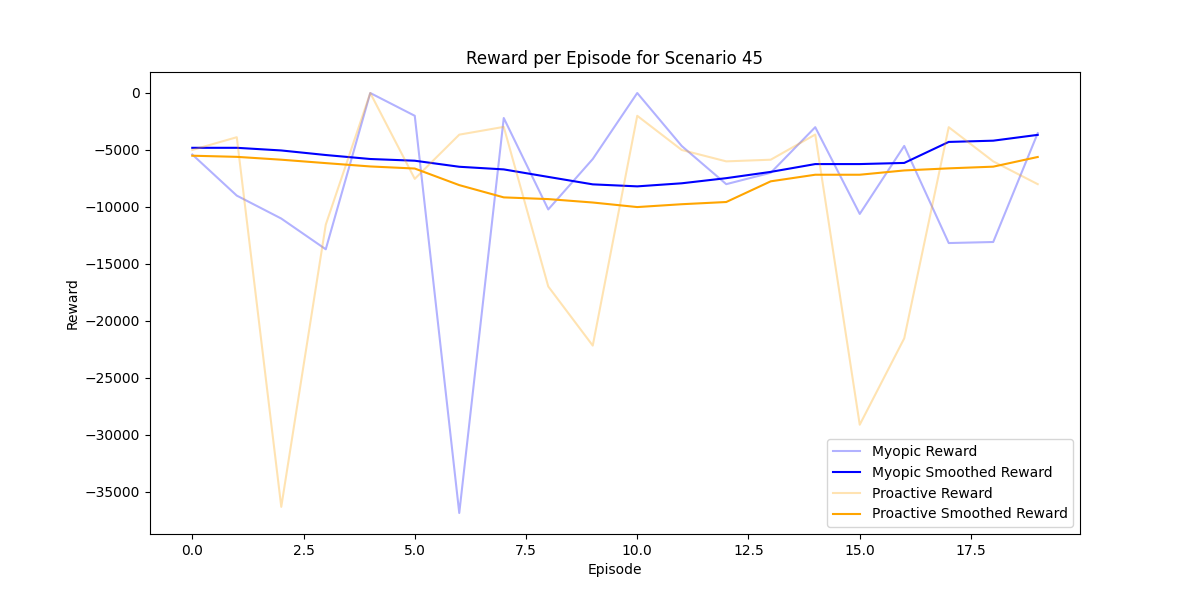 Reward per Episode for Scenario 45
Reward
0
−5000
−10000
−15000
−20000
−25000
−30000
−35000
0.0 2.5 5.0 7.5 10.0 12.5 15.0 17.5
Episode
Myopic Reward
Myopic Smoothed Reward
Proactive Reward
Proactive Smoothed Reward